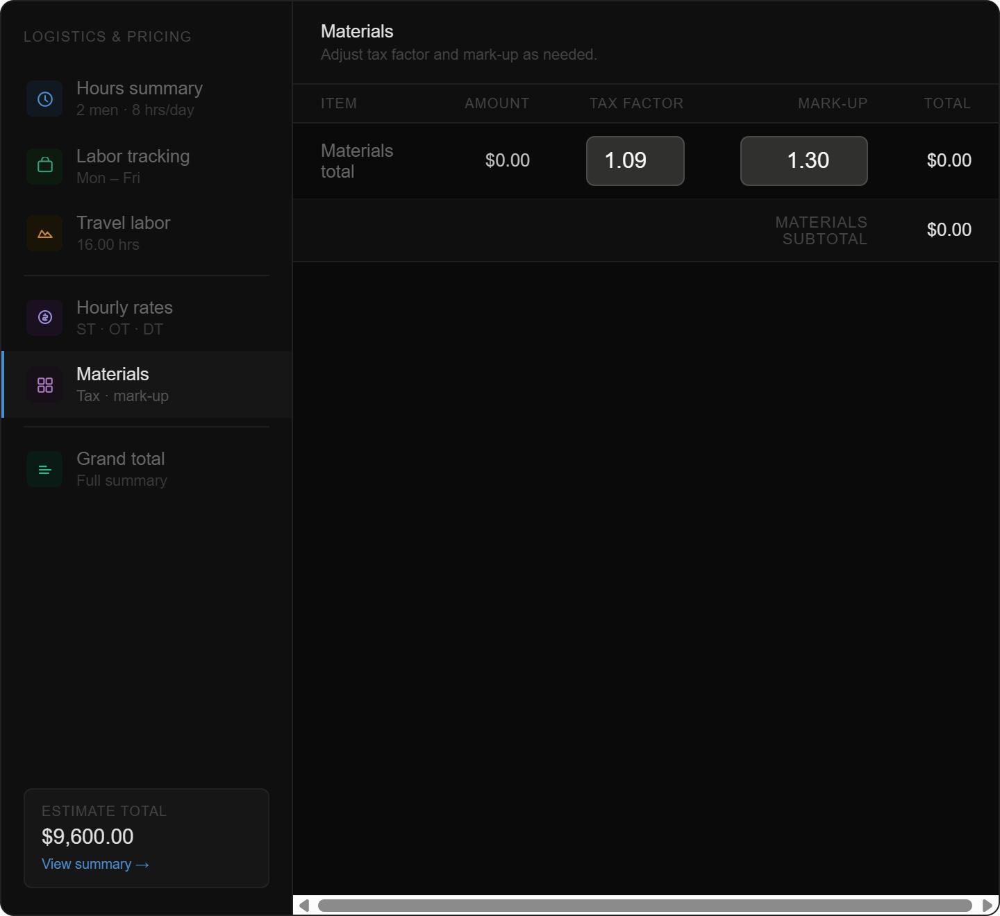 LOGISTICS & PRICING
Hours summary
2 men · 8 hrs/day
Labor tracking
Mon – Fri
Travel labor
16.00 hrs
Hourly rates
ST · OT · DT
Materials
Tax · mark-up
Grand total
Full summary
ESTIMATE TOTAL
$9,600.00
View summary →
Materials
Adjust tax factor and mark-up as needed.
ITEM AMOUNT TAX FACTOR MARK-UP TOTAL
Materials
total
$0.00 1.09 1.30 $0.00
MATERIALS
SUBTOTAL
$0.00